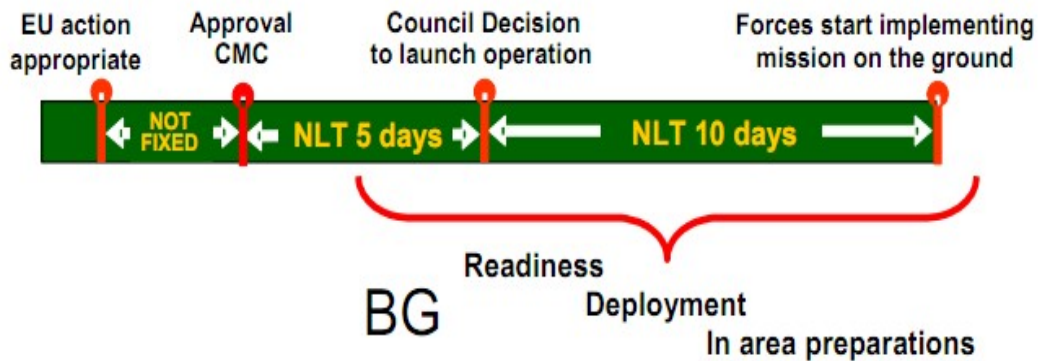 EU action
appropriate
Approval
CMC
Council Decision
to launch operation
Forces start implementing
mission on the ground
NOT
FIXED
NLT 5 days
NLT 10 days
Readiness
BG
Deployment
In area preparations